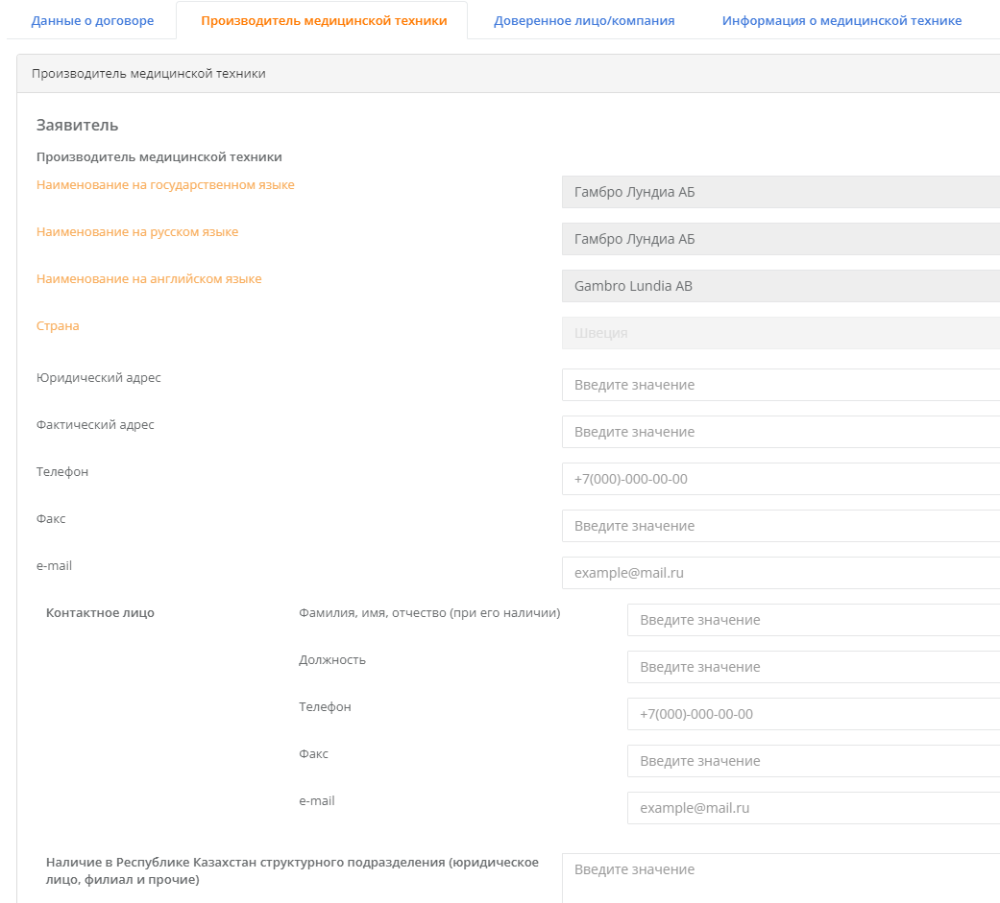 Данные о договоре
Производитель медицинской техники
Доверенное лицо/компания
Информация о медицинской технике
Производитель медицинской техники
Заявитель
Производитель медицинской техники
Наименование на государственном языке
Гамбро Лундиа АБ
Наименование на русском языке
Гамбро Лундиа АБ
Наименование на английском языке
Gambro Lundia AB
Страна
Швеция
Юридический адрес
Введите значение
Фактический адрес
Введите значение
Телефон
+7(000)-000-00-00
Факс
Введите значение
e-mail
example@mail.ru
Контактное лицо
Фамилия, имя, отчество (при его наличии)
Введите значение
Должность
Введите значение
Телефон
+7(000)-000-00-00
Факс
Введите значение
e-mail
example@mail.ru
Наличие в Республике Казахстан структурного подразделения (юридическое
лицо, филиал и прочие)
Введите значение